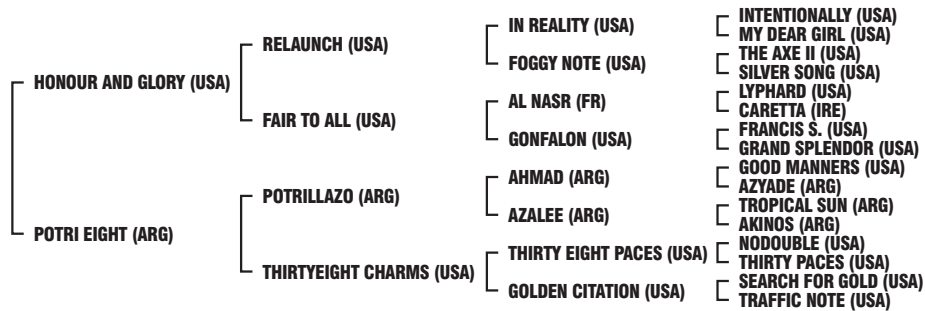 HONOUR AND GLORY (USA)
POTRI EIGHT (ARG)
RELAUNCH (USA)
FAIR TO ALL (USA)
POTRILLAZO (ARG)
THIRTYEIGHT CHARMS (USA)
IN REALITY (USA)
FOGGY NOTE (USA)
AL NASR (FR)
GONFALON (USA)
AHMAD (ARG)
AZALEE (ARG)
THIRTY EIGHT PACES (USA)
GOLDEN CITATION (USA)
INTENTIONALLY (USA)
MY DEAR GIRL (USA)
THE AXE II (USA)
SILVER SONG (USA)
LYPHARD (USA)
CARETTA (IRE)
FRANCIS S. (USA)
GRAND SPLENDOR (USA)
GOOD MANNERS (USA)
AZYADE (ARG)
TROPICAL SUN (ARG)
AKINOS (ARG)
NODOUBLE (USA)
THIRTY PACES (USA)
SEARCH FOR GOLD (USA)
TRAFFIC NOTE (USA)